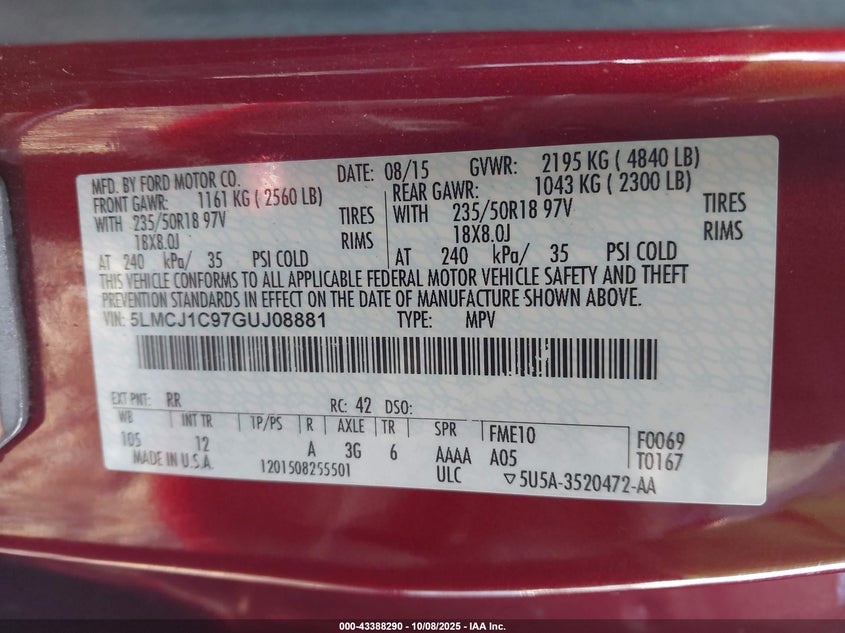 MFD. BY FORD MOTOR CO. DATE: 08/15 GVWR: 2195 KG ( 4840 LB)
FRONT GAWR: 1161 KG ( 2560 LB) REAR GAWR: 1043 KG ( 2300 LB)
WITH 235/50R18 97V TIRES WITH 235/50R18 97V TIRES
18X8.0J RIMS 18X8.0J RIMS
AT 240 kPa/ 35 PSI COLD AT 240 kPa/ 35 PSI COLD
THIS VEHICLE CONFORMS TO ALL APPLICABLE FEDERAL MOTOR VEHICLE SAFETY AND THEFT
PREVENTION STANDARDS IN EFFECT ON THE DATE OF MANUFACTURE SHOWN ABOVE.
VIN: 5LMCJ1C97GUJ08881 TYPE: MPV
EXT PNT: RR RC: 42 DSO:
WB INT TR TP/PS R AXLE TR SPR FME10 F0069
105 12 A 3G 6 AAAA A05 T0167
MADE IN U.S.A. 1201508255501 ULC ▽5U5A-3520472-AA
000-43388290 - 10/08/2025 - IAA Inc.